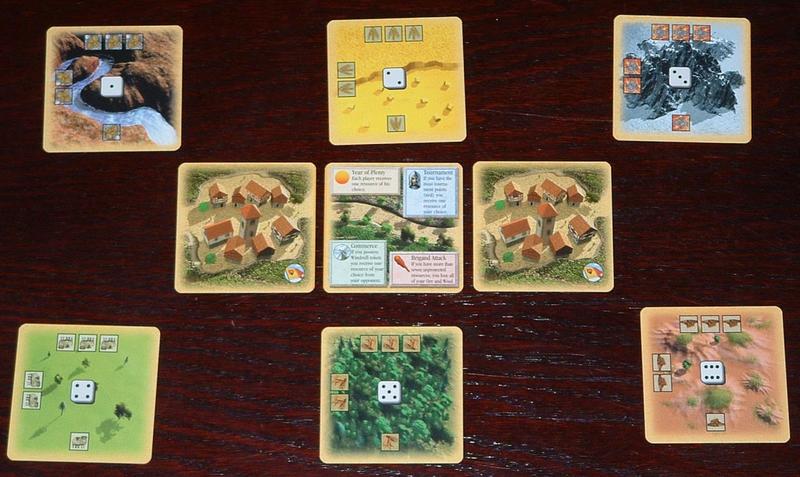 Year of Plenty
Each player receives
one resource of his
choice.
Tournament
If you have the
most tourna-
ment points
(red) you
receive one
resource of
your choice.
Commerce
If you possess
Windmill token
you receive one
resource of your
choice from
your opponent.
Brigand Attack
If you have more than
seven unprotected
resources, you lose all
of your Ore and Wool